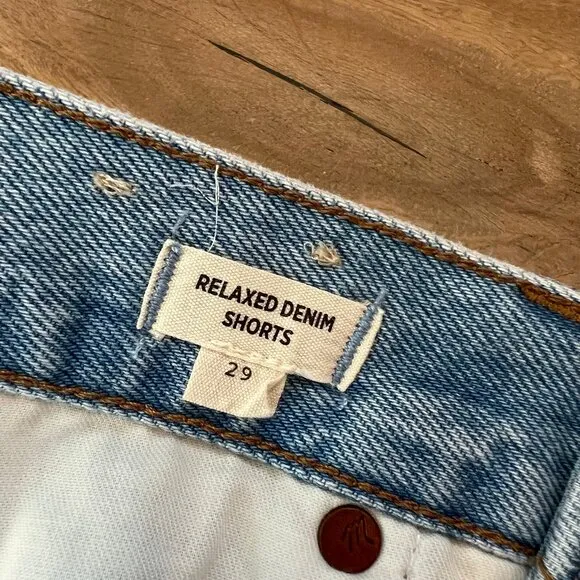 RELAXED DENIM
SHORTS
29
m